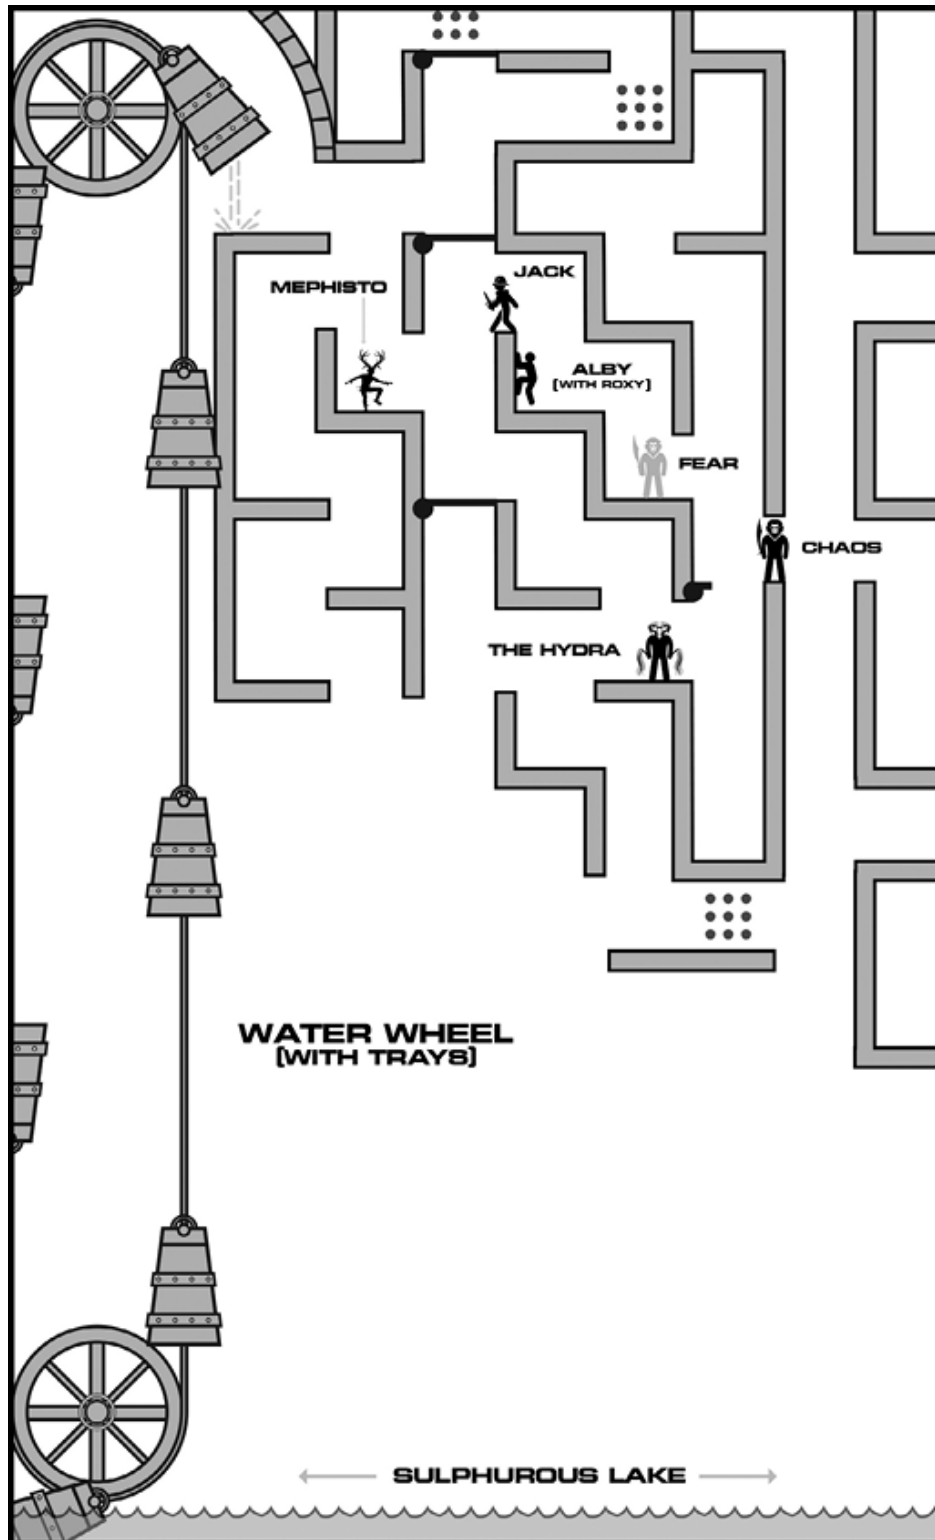 JACK
MEPHISTO
ALBY
(WITH ROXY)
FEAR
CHAOS
THE HYDRA
WATER WHEEL
(WITH TRAYS)
SULPHUROUS LAKE